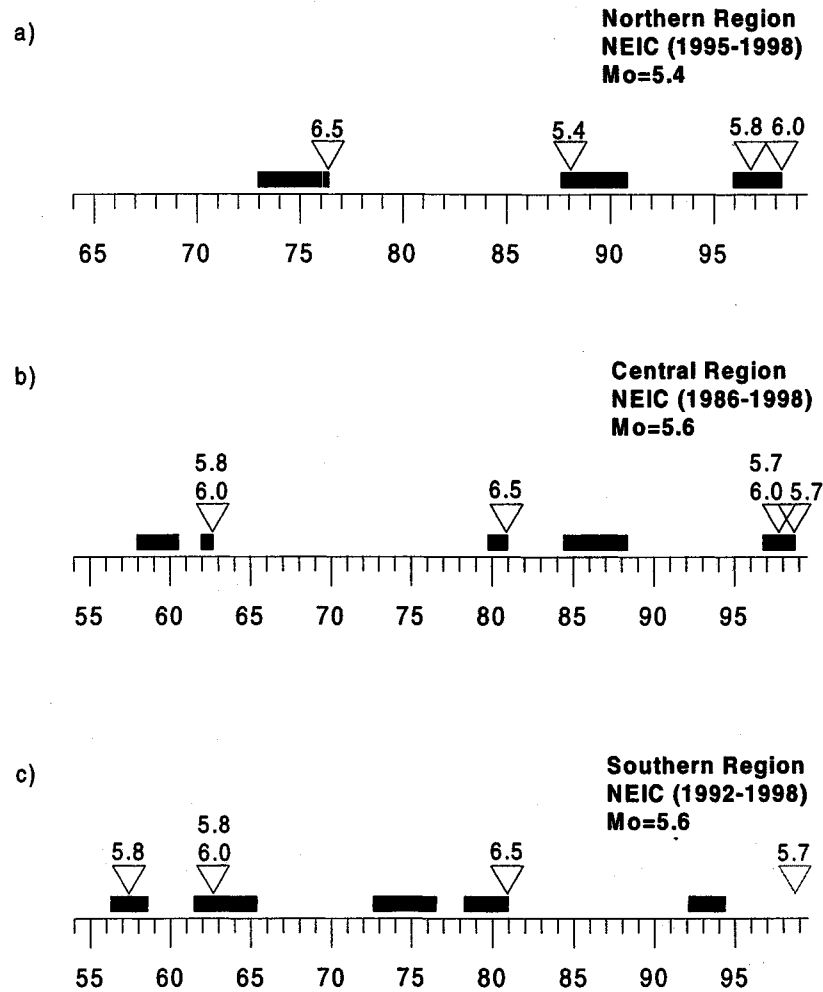 a)
Northern Region
NEIC (1995-1998)
Mo=5.4
6.5
5.4
5.8 6.0
65 70 75 80 85 90 95
b)
Central Region
NEIC (1986-1998)
Mo=5.6
5.8
6.0
6.5
5.7
6.0 5.7
55 60 65 70 75 80 85 90 95
c)
Southern Region
NEIC (1992-1998)
Mo=5.6
5.8
5.8
6.0
6.5
5.7
55 60 65 70 75 80 85 90 95